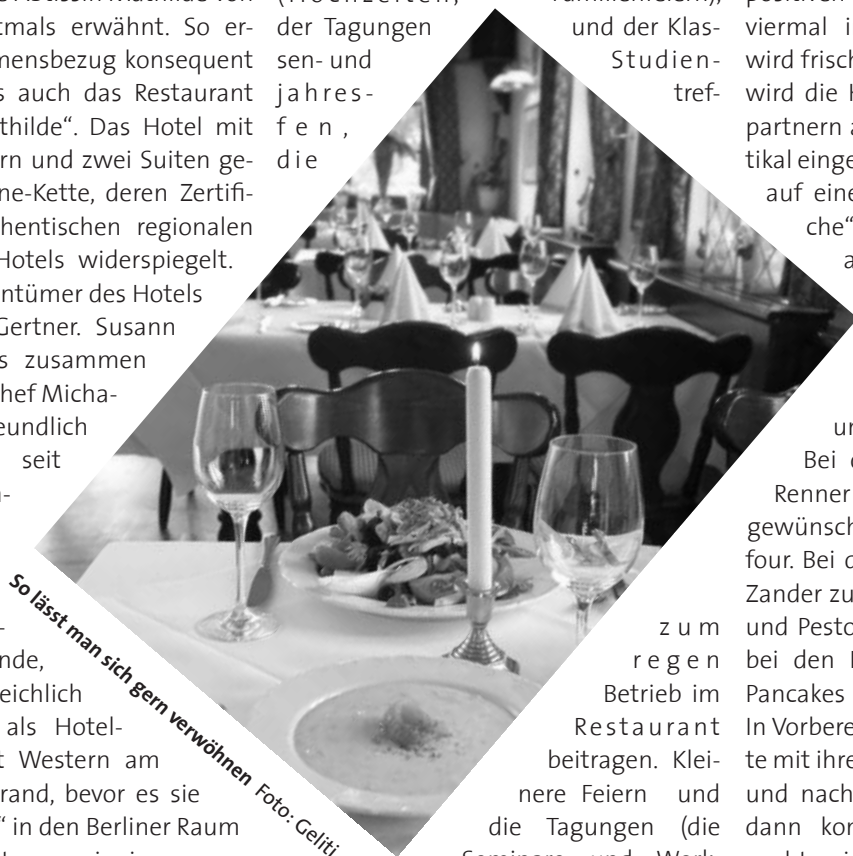 tmals erwähnt. So er-
mensbezug konsequent
s auch das Restaurant
thilde“. Das Hotel mit
rn und zwei Suiten ge-
ne-Kette, deren Zertifi-
hentischen regionalen
Hotels widerspiegelt.
ntümer des Hotels
Gertner. Susann
s zusammen
hef Micha-
eundlich
seit
-
-
nde,
eichlich
als Hotel-
t Western am
rand, bevor es sie
“ in den Berliner Raum
So lässt man sich gern verwöhnen Foto: Geliti
der Tagungen und der Klas-
sen- und Studien-
jahres- tref-
fen,
die
zum
regen
Betrieb im
Restaurant
beitragen. Klei-
nere Feiern und
die Tagungen (die
viermal i
wird frisch
wird die H
partnern a
tikal einge
auf eine
che“
a
un
Bei
Renner
gewünsch
four. Bei d
Zander zu
und Pesto
bei den
Pancakes
In Vorbere
te mit ihre
und nach
dann kon